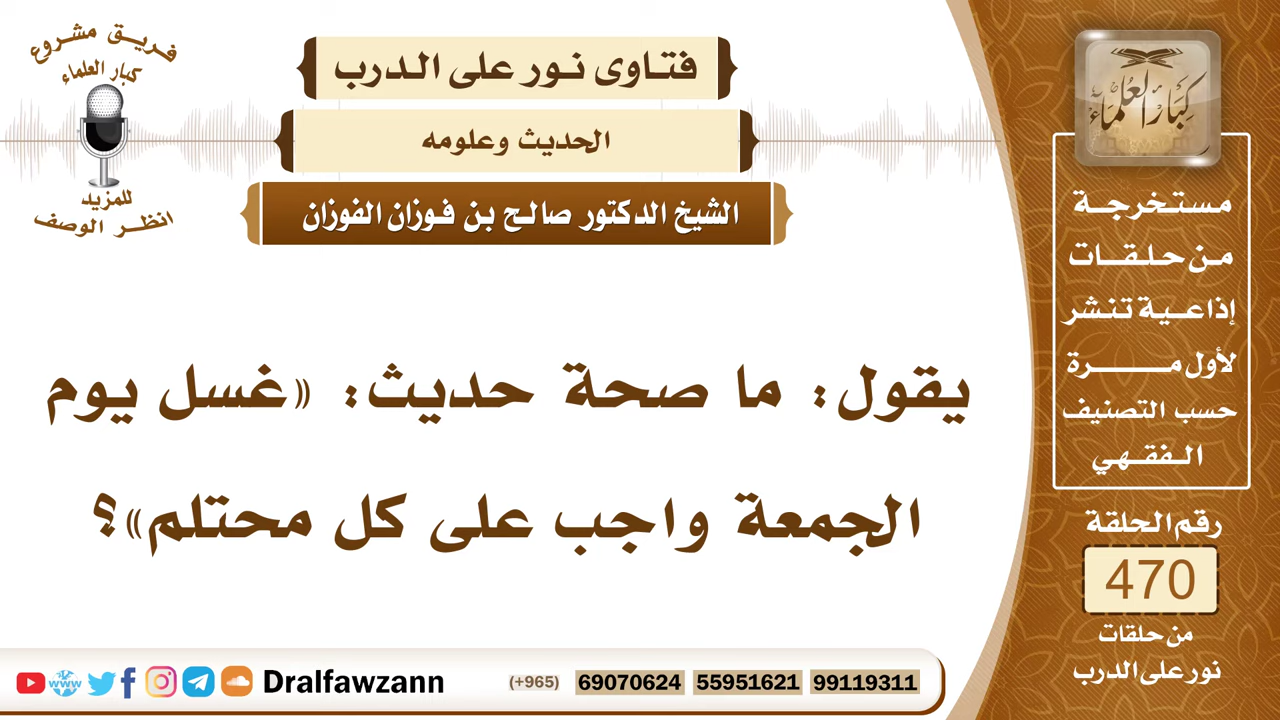 فريق مشروع
كبار العلماء
للمزيد
انظر الوصف
فتاوى نور على الدرب
الحديث وعلومه
الشيخ الدكتور صالح بن فوزان الفوزان
يقول: ما صحة حديث: «غسل يوم
الجمعة واجب على كل محتلم»؟
كبار العلماء
مستخرجة
من حلقات
إذاعية تنشر
لأول مرة
حسب التصنيف
الفقهي
رقم الحلقة
470
من حلقات
نور على الدرب
www
Dralfawzann
(+965) 69070624 55951621 99119311